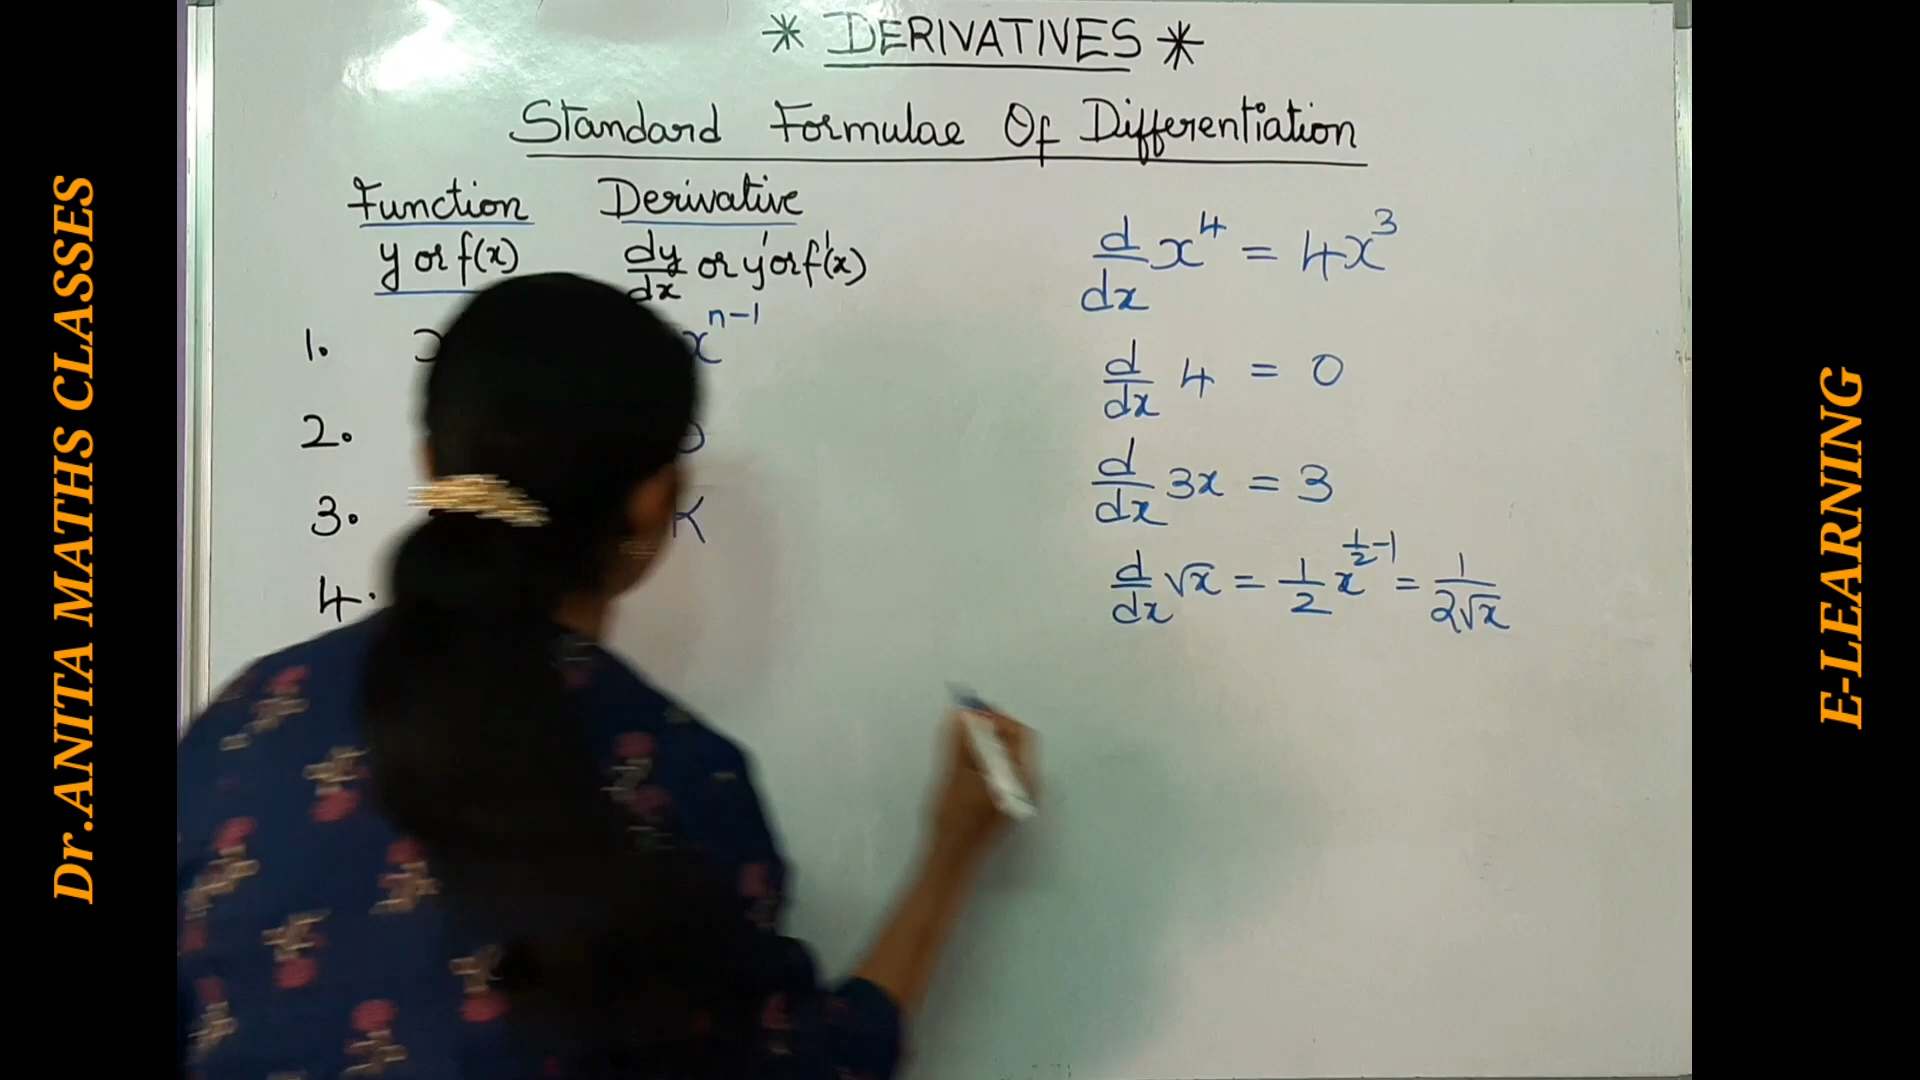 * DERIVATIVES *
Standard Formulae Of Differentiation
Function Derivative
y or f(x) dy/dx or y' or f'(x)
1. x^(n-1)
2.
3. K
4.
d/dx x^4 = 4x^3
d/dx 4 = 0
d/dx 3x = 3
d/dx √x = 1/2 x^(1/2-1) = 1/(2√x)
Dr.ANITA MATHS CLASSES
E-LEARNING